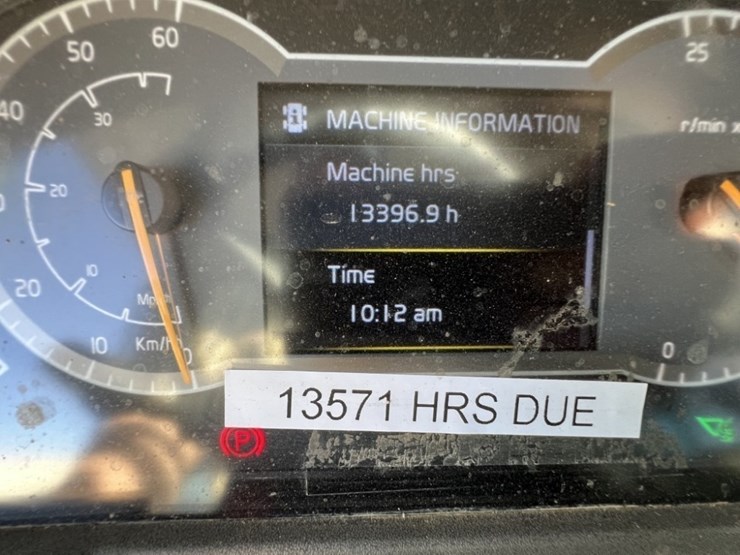 60
50
40
30
20
10
20
10
Km/h
0
MACHINE INFORMATION
Machine hrs
13396.9 h
Time
10:12 am
25
r/min x
0
13571 HRS DUE
P